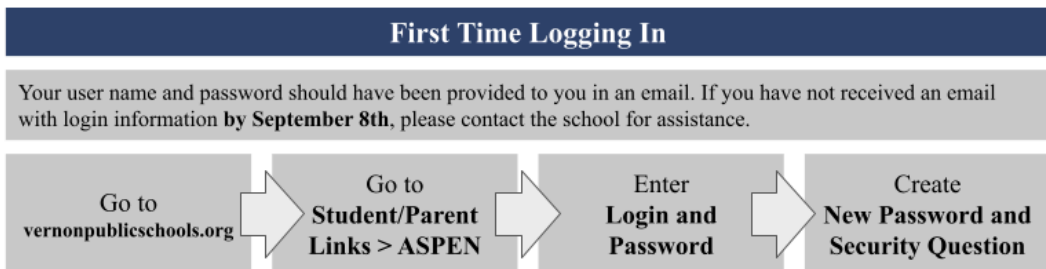 First Time Logging In
Your user name and password should have been provided to you in an email. If you have not received an email
with login information by September 8th, please contact the school for assistance.
Go to
vernonpublicschools.org
Go to
Student/Parent
Links > ASPEN
Enter
Login and
Password
Create
New Password and
Security Question